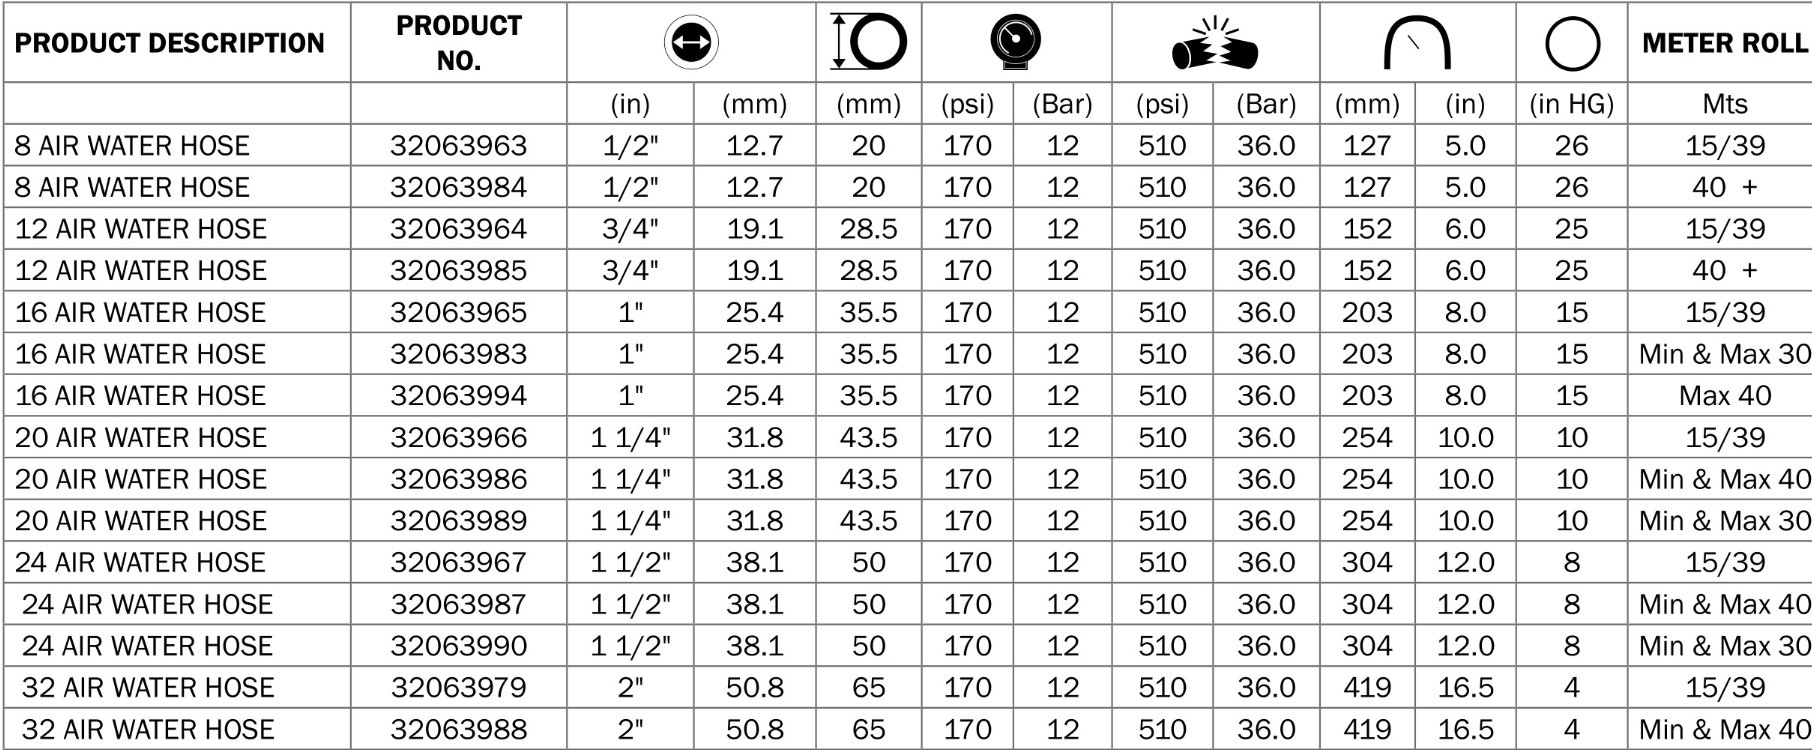 PRODUCT DESCRIPTION PRODUCT NO. METER ROLL
(in) (mm) (mm) (psi) (Bar) (psi) (Bar) (mm) (in) (in HG) Mts
8 AIR WATER HOSE 32063963 1/2" 12.7 20 170 12 510 36.0 127 5.0 26 15/39
8 AIR WATER HOSE 32063984 1/2" 12.7 20 170 12 510 36.0 127 5.0 26 40 +
12 AIR WATER HOSE 32063964 3/4" 19.1 28.5 170 12 510 36.0 152 6.0 25 15/39
12 AIR WATER HOSE 32063985 3/4" 19.1 28.5 170 12 510 36.0 152 6.0 25 40 +
16 AIR WATER HOSE 32063965 1" 25.4 35.5 170 12 510 36.0 203 8.0 15 15/39
16 AIR WATER HOSE 32063983 1" 25.4 35.5 170 12 510 36.0 203 8.0 15 Min & Max 30
16 AIR WATER HOSE 32063994 1" 25.4 35.5 170 12 510 36.0 203 8.0 15 Max 40
20 AIR WATER HOSE 32063966 1 1/4" 31.8 43.5 170 12 510 36.0 254 10.0 10 15/39
20 AIR WATER HOSE 32063986 1 1/4" 31.8 43.5 170 12 510 36.0 254 10.0 10 Min & Max 40
20 AIR WATER HOSE 32063989 1 1/4" 31.8 43.5 170 12 510 36.0 254 10.0 10 Min & Max 30
24 AIR WATER HOSE 32063967 1 1/2" 38.1 50 170 12 510 36.0 304 12.0 8 15/39
24 AIR WATER HOSE 32063987 1 1/2" 38.1 50 170 12 510 36.0 304 12.0 8 Min & Max 40
24 AIR WATER HOSE 32063990 1 1/2" 38.1 50 170 12 510 36.0 304 12.0 8 Min & Max 30
32 AIR WATER HOSE 32063979 2" 50.8 65 170 12 510 36.0 419 16.5 4 15/39
32 AIR WATER HOSE 32063988 2" 50.8 65 170 12 510 36.0 419 16.5 4 Min & Max 40